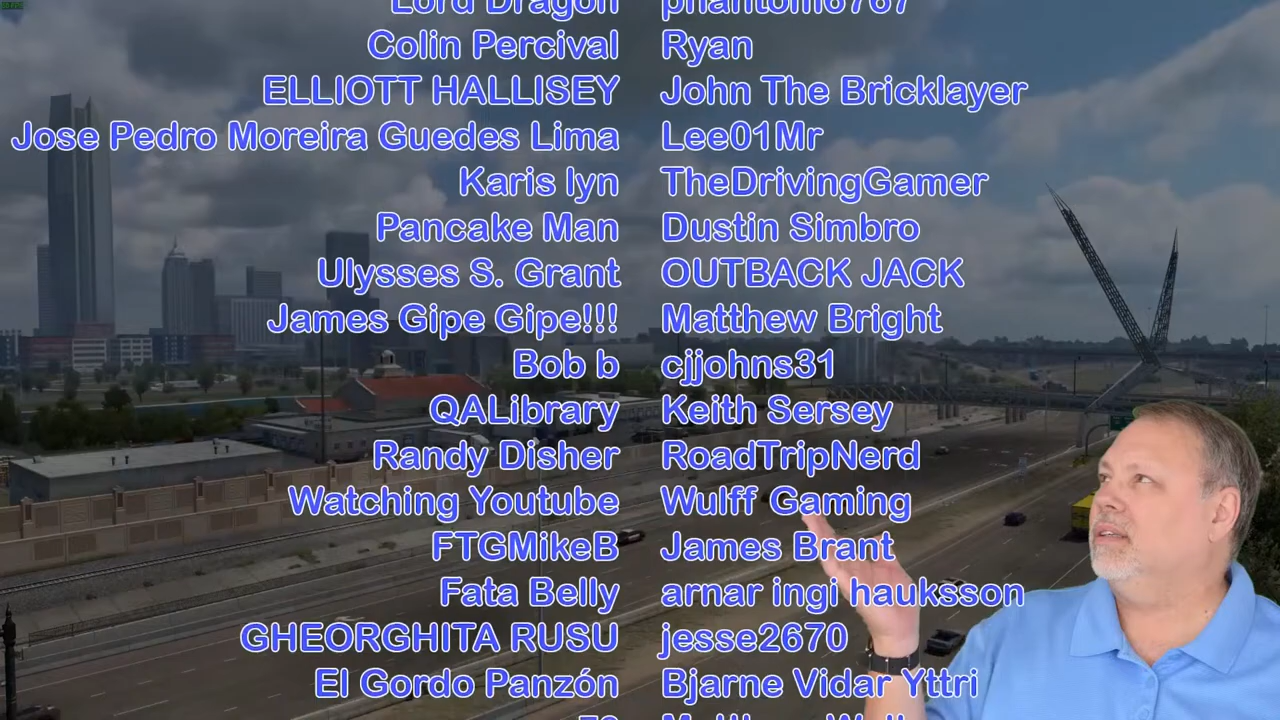 Lord Dragon phantom6767
Colin Percival Ryan
ELLIOTT HALLISEY John The Bricklayer
Jose Pedro Moreira Guedes Lima Lee01Mr
Karis lyn TheDrivingGamer
Pancake Man Dustin Simbro
Ulysses S. Grant OUTBACK JACK
James Gipe Gipe!!! Matthew Bright
Bob b cjjohns31
QALibrary Keith Sersey
Randy Disher RoadTripNerd
Watching Youtube Wulff Gaming
FTGMikeB James Brant
Fata Belly arnar ingi hauksson
GHEORGHITA RUSU jesse2670
El Gordo Panzón Bjarne Vidar Yttri